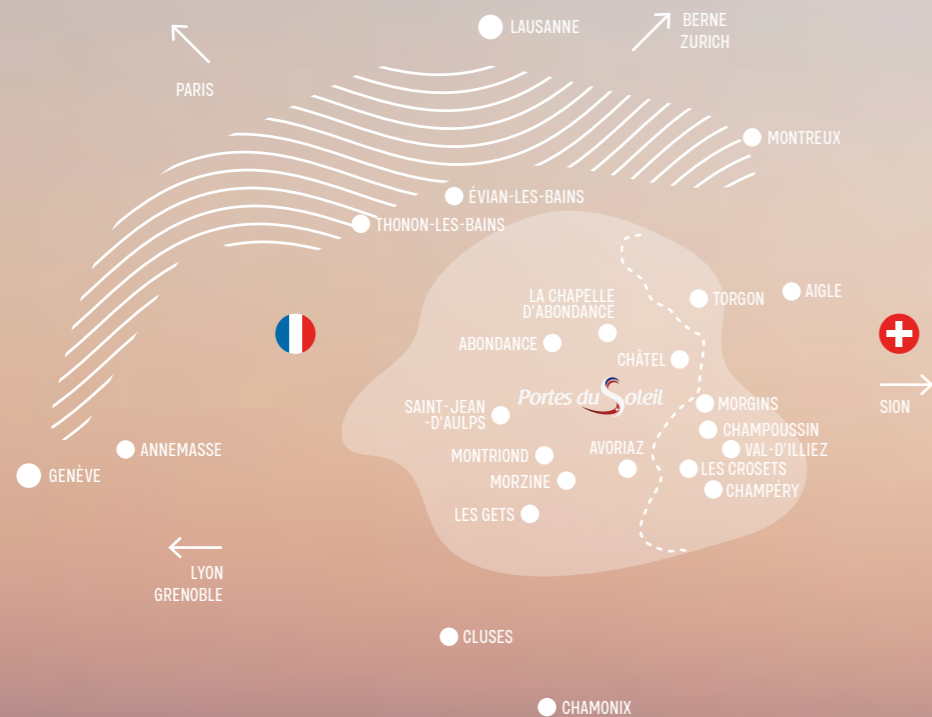 LAUSANNE
BERNE
ZURICH
PARIS
MONTREUX
ÉVIAN-LES-BAINS
THONON-LES-BAINS
LA CHAPELLE
D'ABONDANCE
TORGON
AIGLE
ABONDANCE
CHÂTEL
Portes du Soleil
SION
SAINT-JEAN
-D'AULPS
MORGINS
CHAMPOUSSIN
ANNEMASSE
AVORIAZ
VAL-D'ILLIEZ
MONTRIOND
GENÈVE
LES CROSETS
MORZINE
CHAMPÉRY
LES GETS
LYON
GRENOBLE
CLUSES
CHAMONIX